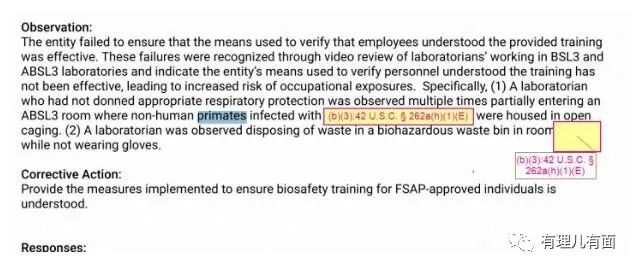 Observation:
The entity failed to ensure that the means used to verify that employees understood the provided training
was effective. These failures were recognized through video review of laboratorians' working in BSL3 and
ABSL3 laboratories and indicate the entity's means used to verify personnel understood the training has
not been effective, leading to increased risk of occupational exposures. Specifically, (1) A laboratorian
who had not donned appropriate respiratory protection was observed multiple times partially entering an
ABSL3 room where non-human primates infected with (b)(3):42 U.S.C. § 262a(h)(1)(E) were housed in open
caging. (2) A laboratorian was observed disposing of waste in a biohazardous waste bin in room
while not wearing gloves.
(b)(3):42 U.S.C. §
262a(h)(1)(E)
Corrective Action:
Provide the measures implemented to ensure biosafety training for FSAP-approved individuals is
understood.
Responses:
有理儿有面